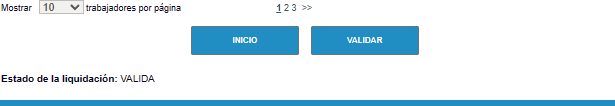 Mostrar 10 trabajadores por página 1 2 3 >>
INICIO VALIDAR
Estado de la liquidación: VALIDA